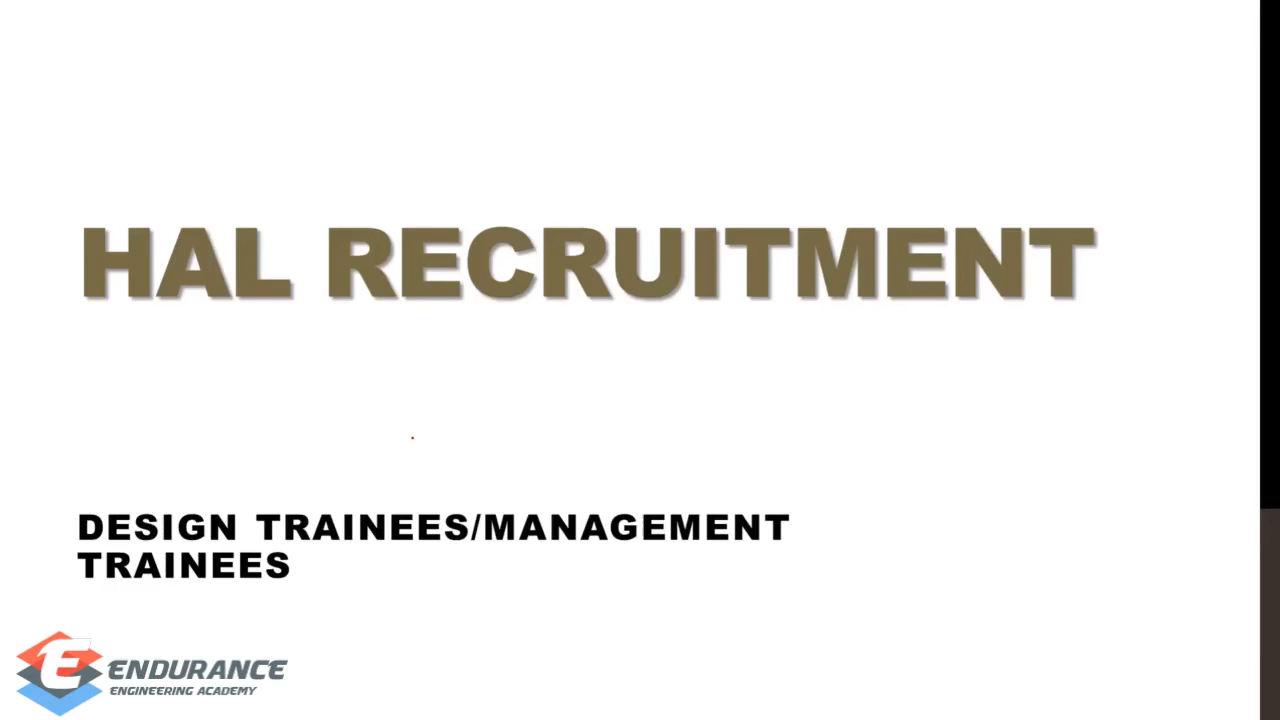 HAL RECRUITMENT
DESIGN TRAINEES/MANAGEMENT
TRAINEES
E ENDURANCE
ENGINEERING ACADEMY